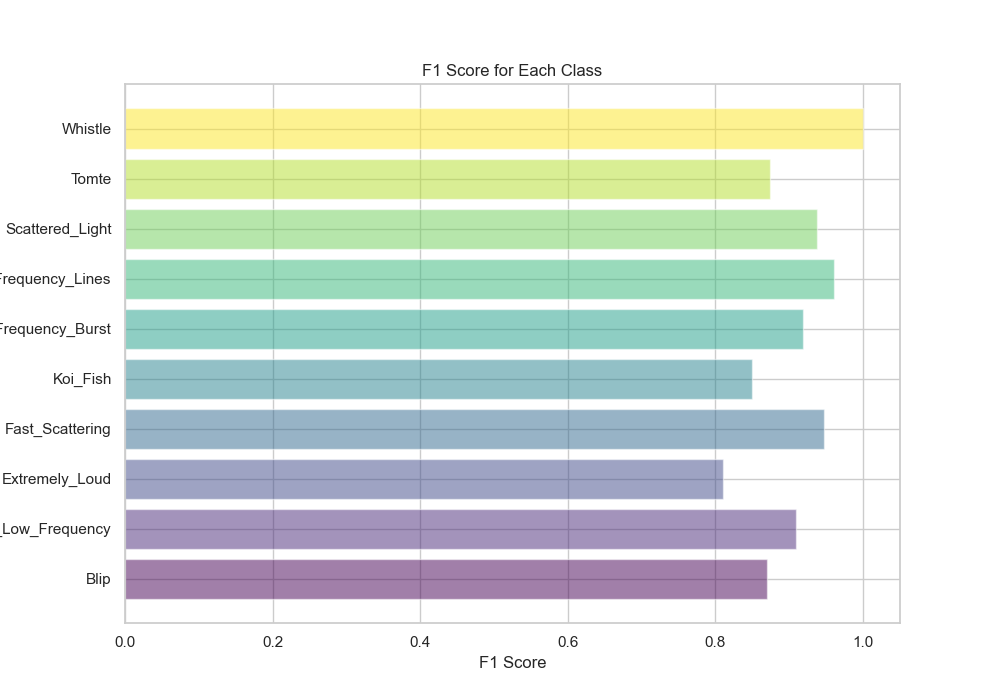 F1 Score for Each Class
Whistle
Tomte
Scattered_Light
Frequency_Lines
Frequency_Burst
Koi_Fish
Fast_Scattering
Extremely_Loud
_Low_Frequency
Blip
0.0 0.2 0.4 0.6 0.8 1.0
F1 Score